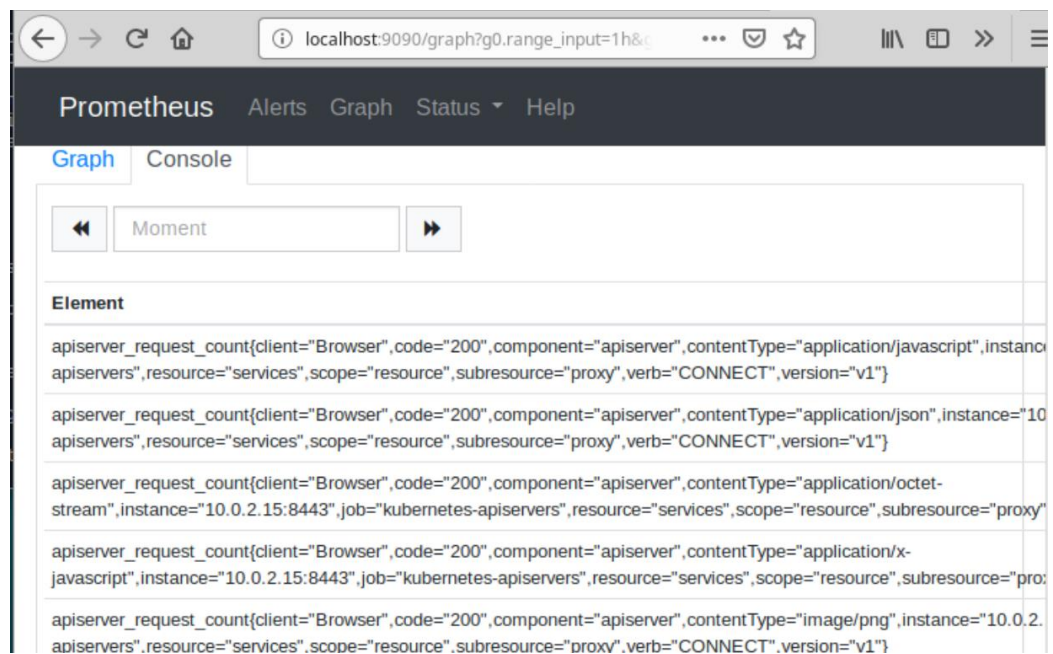 localhost:9090/graph?g0.range_input=1h&
Prometheus Alerts Graph Status Help
Graph Console
Moment
Element
apiserver_request_count{client="Browser",code="200",component="apiserver",contentType="application/javascript",instance
apiservers",resource="services",scope="resource",subresource="proxy",verb="CONNECT",version="v1"}
apiserver_request_count{client="Browser",code="200",component="apiserver",contentType="application/json",instance="10
apiservers",resource="services",scope="resource",subresource="proxy",verb="CONNECT",version="v1"}
apiserver_request_count{client="Browser",code="200",component="apiserver",contentType="application/octet-
stream",instance="10.0.2.15:8443",job="kubernetes-apiservers",resource="services",scope="resource",subresource="proxy"
apiserver_request_count{client="Browser",code="200",component="apiserver",contentType="application/x-
javascript",instance="10.0.2.15:8443",job="kubernetes-apiservers",resource="services",scope="resource",subresource="pro
apiserver_request_count{client="Browser",code="200",component="apiserver",contentType="image/png",instance="10.0.2.
apiservers",resource="services",scope="resource",subresource="proxy",verb="CONNECT",version="v1"}